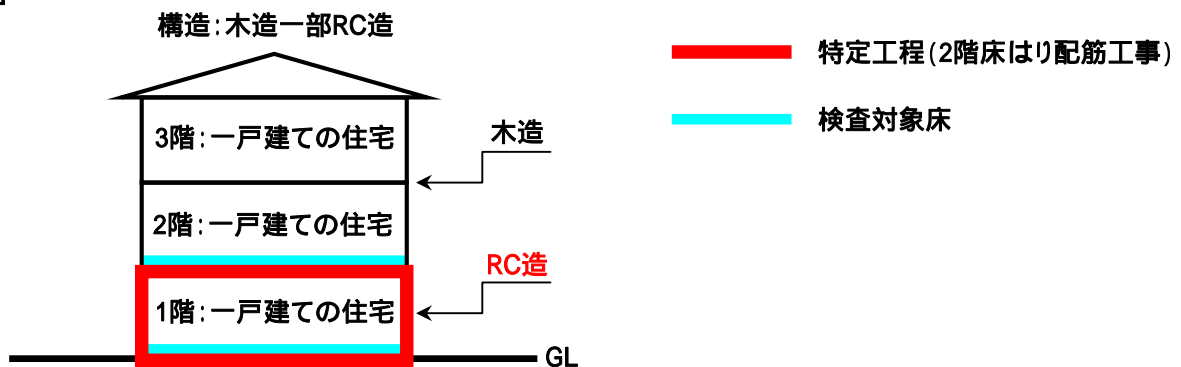 構造：木造一部RC造
特定工程(2階床はり配筋工事)
検査対象床
3階：一戸建ての住宅
木造
2階：一戸建ての住宅
RC造
1階：一戸建ての住宅
GL